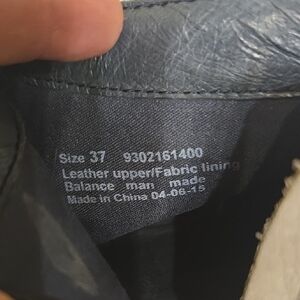 Size 37 9302161400
Leather upper/Fabric lining
Balance man made
Made in China 04-06-15